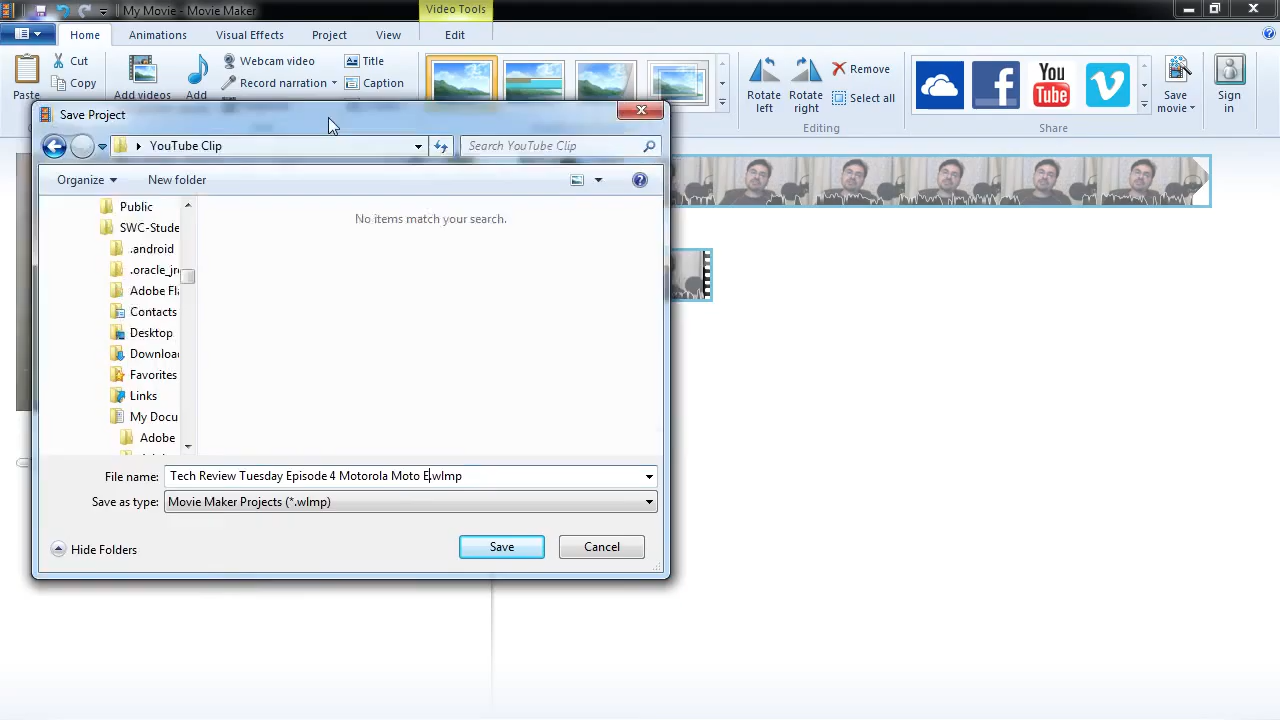 My Movie - Movie Maker
Video Tools
Home
Animations
Visual Effects
Project
View
Edit
Paste
Cut
Copy
Add videos
Add
Webcam video
Record narration
Title
Caption
Rotate left
Rotate right
Remove
Select all
Editing
You
Tube
Share
Save movie
Sign in
Save Project
YouTube Clip
Search YouTube Clip
Organize
New folder
Public
SWC-Stude
.android
.oracle_jr
Adobe Fl
Contacts
Desktop
Downloa
Favorites
Links
My Docu
Adobe
No items match your search.
File name: Tech Review Tuesday Episode 4 Motorola Moto E.wlmp
Save as type: Movie Maker Projects (*.wlmp)
Hide Folders
Save
Cancel